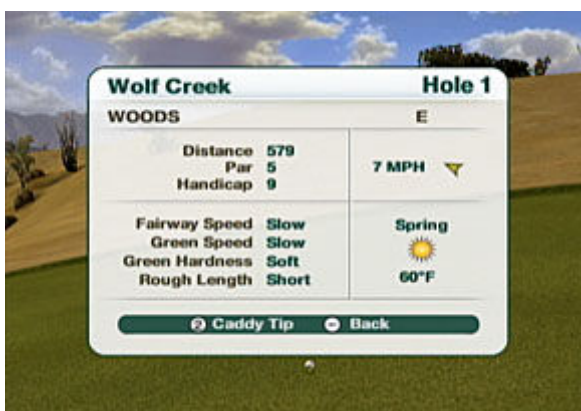 Wolf Creek Hole 1
WOODS E
Distance 579
Par 5
Handicap 9
7 MPH
Fairway Speed Slow
Green Speed Slow
Green Hardness Soft
Rough Length Short
Spring
60°F
2 Caddy Tip - Back